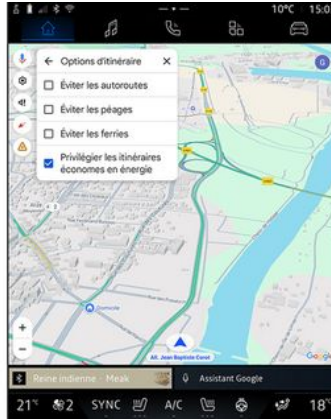 10°C 15:0
Options d'itinéraire
Éviter les autoroutes
Éviter les péages
Éviter les ferries
Privilégier les itinéraires
économes en énergie
Domicile
All. Jean Baptiste Corot
Google
Reine indienne - Meak
Assistant Google
21°C 2 SYNC A/C 18°